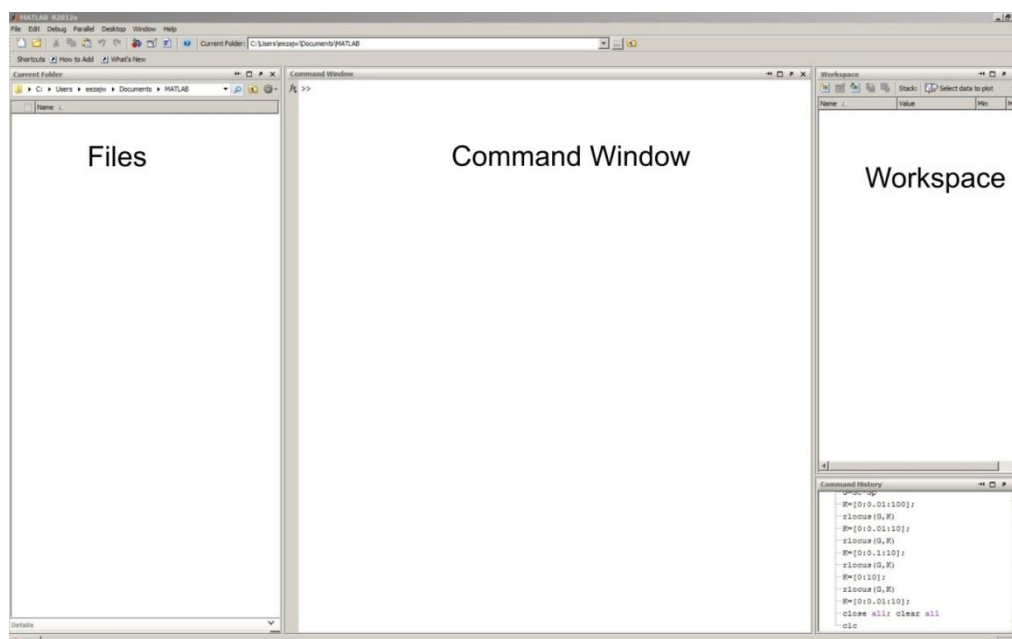 MATLAB R2012a
File Edit Debug Parallel Desktop Window Help
Current Folder: C:\Users\eezajw\Documents\MATLAB
Shortcuts How to Add What's New
Current Folder
C: Users eezajw Documents MATLAB
Name
Files
Details
Command Window
fx >>
Command Window
Workspace
Stack: Select data to plot
Name Value Min
Workspace
Command History
K=[0:0.01:100];
rlocus(G,K)
K=[0:0.01:10];
rlocus(G,K)
K=[0:0.1:10];
rlocus(G,K)
K=[0:10];
rlocus(G,K)
K=[0:0.01:10];
close all; clear all
clc